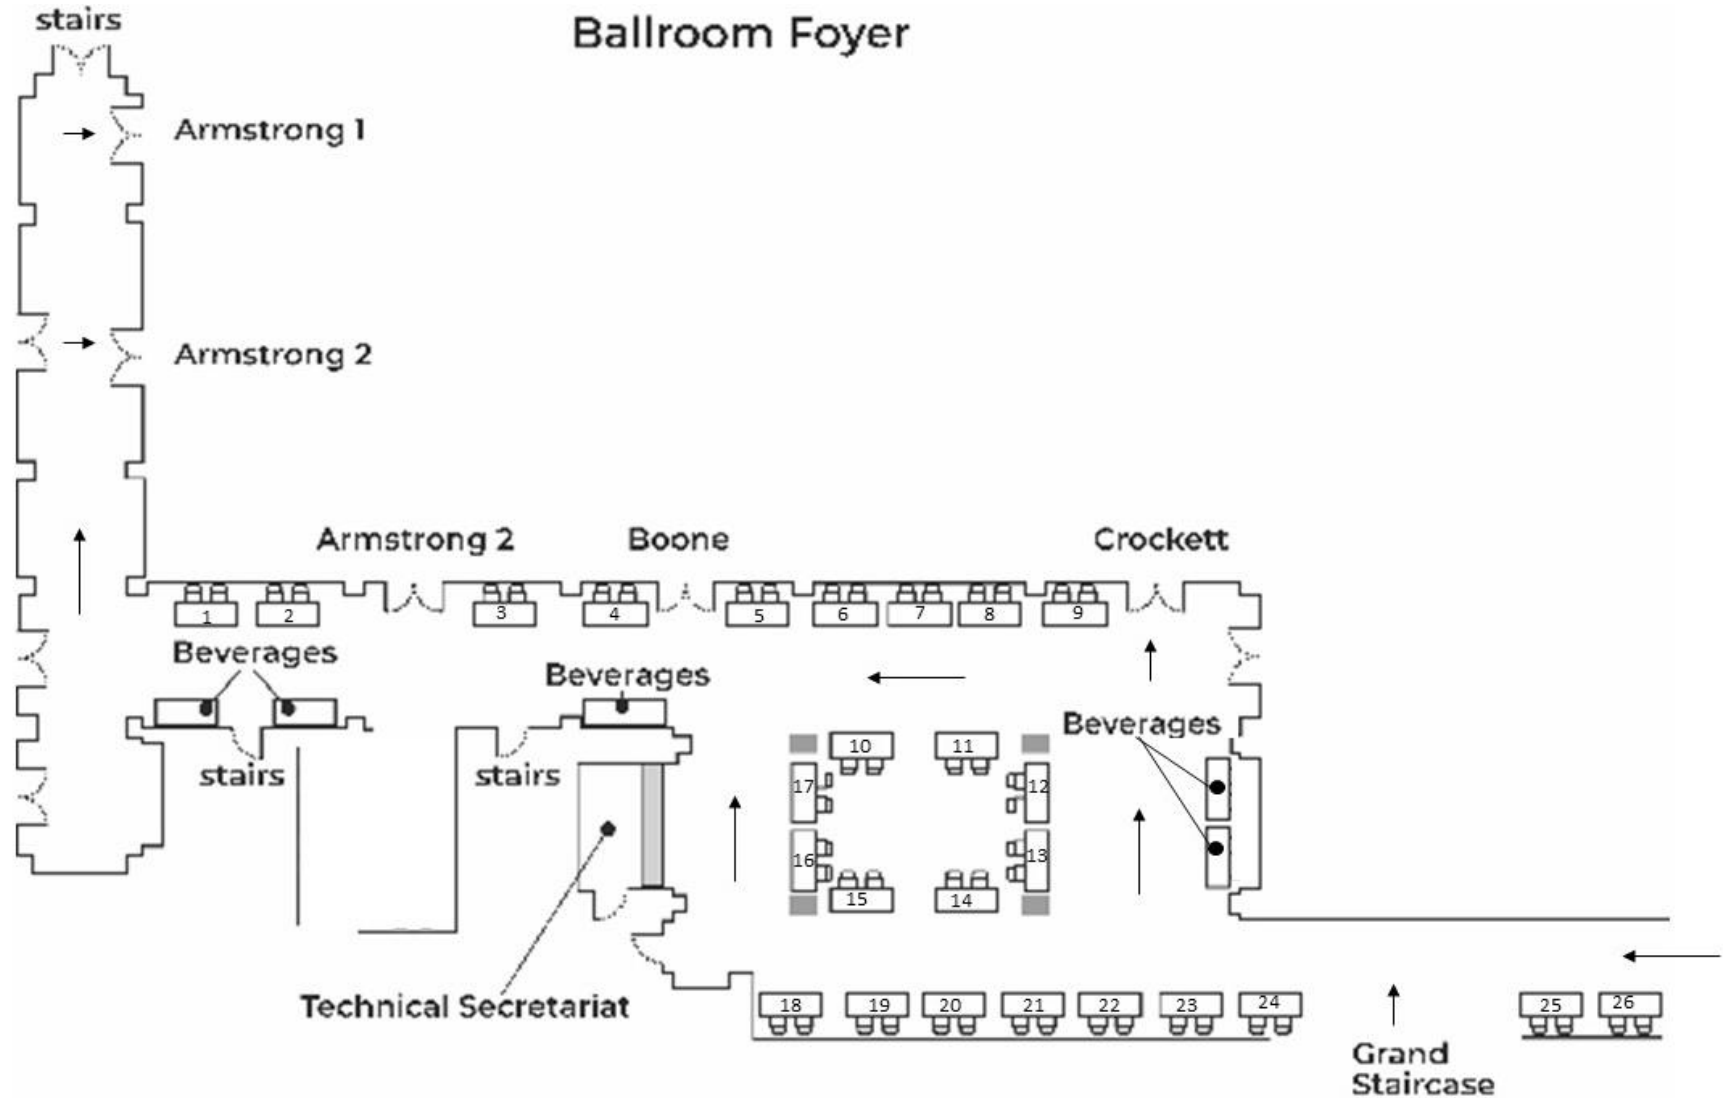 stairs
Ballroom Foyer
Armstrong 1
Armstrong 2
Armstrong 2
Boone
Crockett
1
2
3
4
5
6
7
8
9
Beverages
Beverages
Beverages
10
11
stairs
stairs
17
12
16
13
15
14
Technical Secretariat
18
19
20
21
22
23
24
25
26
Grand
Staircase